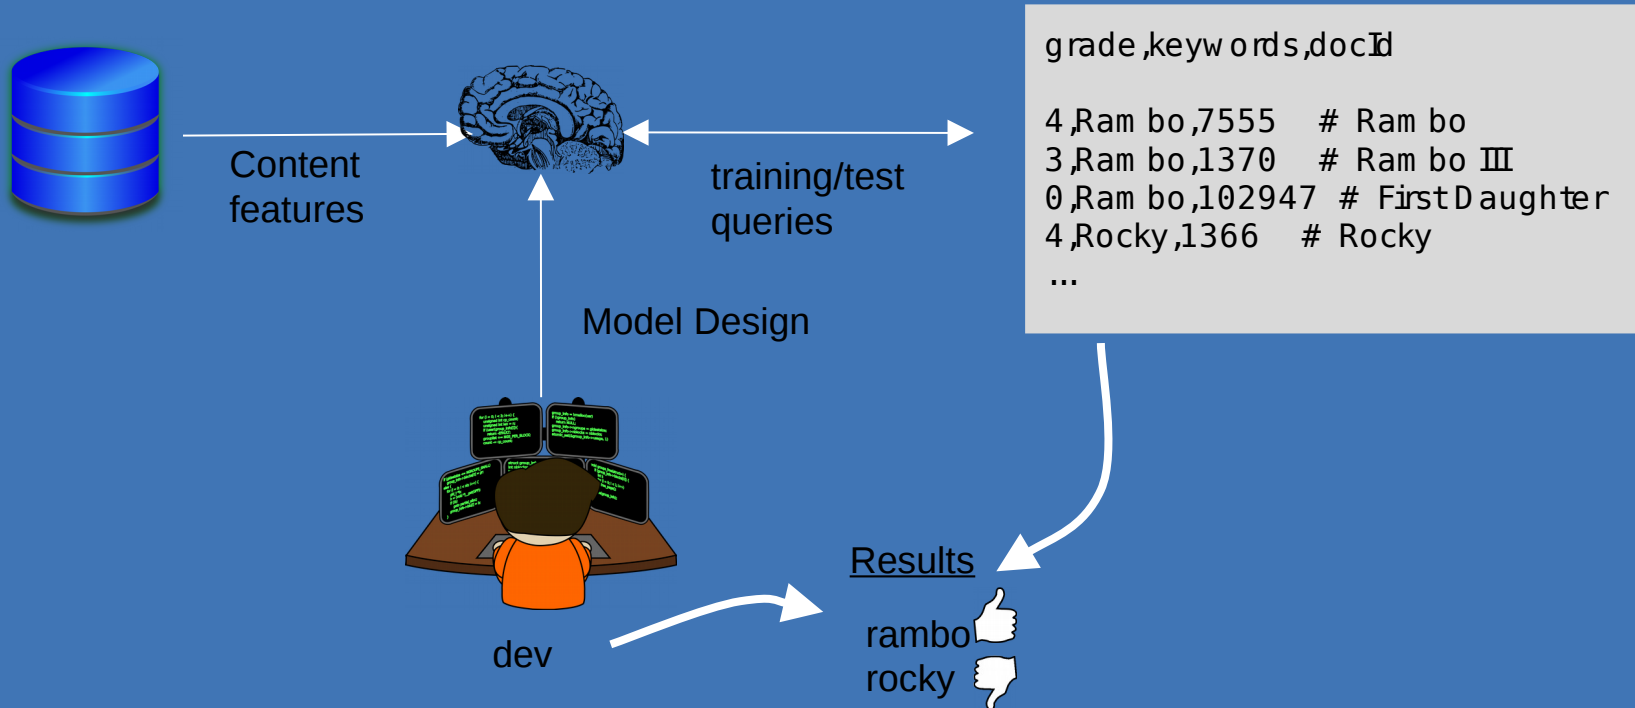 grade,keywords,docId
4,Rambo,7555 # Rambo
3,Rambo,1370 # Rambo III
0,Rambo,102947 # First Daughter
4,Rocky,1366 # Rocky
...
Content
features
training/test
queries
Model Design
dev
Results
rambo
rocky